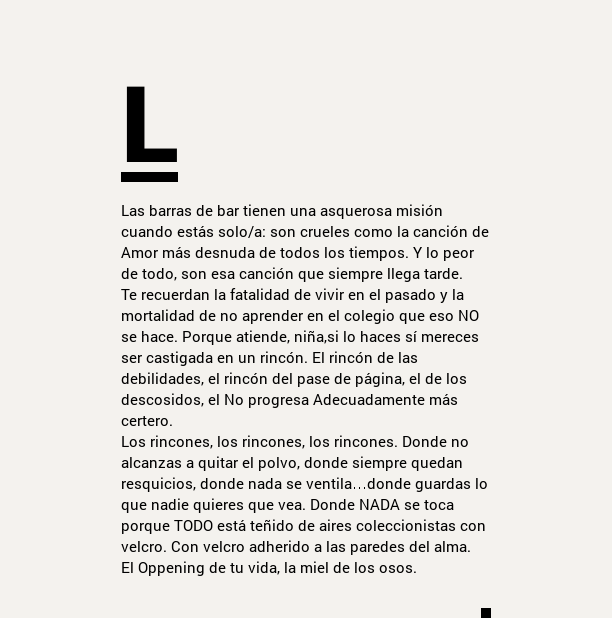 L
Las barras de bar tienen una asquerosa misión
cuando estás solo/a: son crueles como la canción de
Amor más desnuda de todos los tiempos. Y lo peor
de todo, son esa canción que siempre llega tarde.
Te recuerdan la fatalidad de vivir en el pasado y la
mortalidad de no aprender en el colegio que eso NO
se hace. Porque atiende, niña,si lo haces sí mereces
ser castigada en un rincón. El rincón de las
debilidades, el rincón del pase de página, el de los
descosidos, el No progresa Adecuadamente más
certero.
Los rincones, los rincones, los rincones. Donde no
alcanzas a quitar el polvo, donde siempre quedan
resquicios, donde nada se ventila…donde guardas lo
que nadie quieres que vea. Donde NADA se toca
porque TODO está teñido de aires coleccionistas con
velcro. Con velcro adherido a las paredes del alma.
El Oppening de tu vida, la miel de los osos.